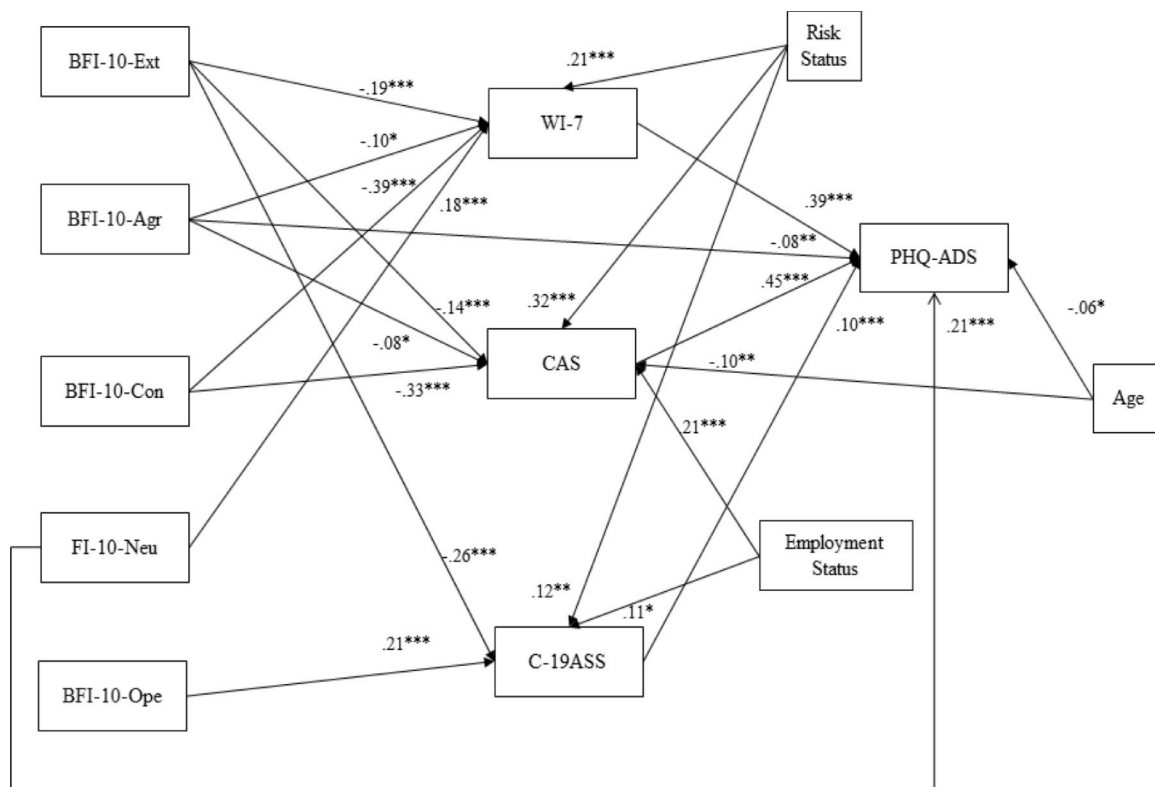 Risk
Status
BFI-10-Ext
.21***
-.19***
WI-7
-.10*
-.39***
BFI-10-Agr
.18***
.39***
-.08**
PHQ-ADS
.32***
.45***
-.14***
.10***
.21***
-.06*
-.08*
CAS
-.10**
BFI-10-Con
-.33***
Age
.21***
FI-10-Neu
Employment
Status
-.26***
.12**
.11*
.21***
C-19ASS
BFI-10-Ope